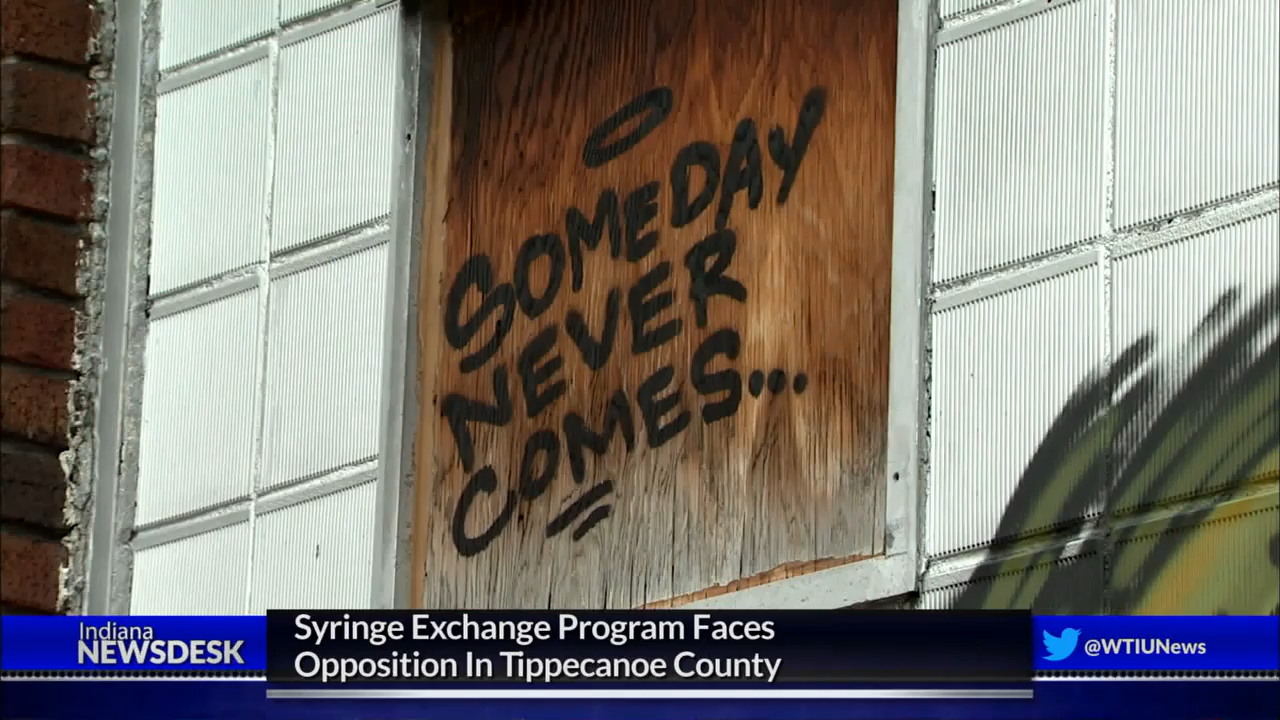 SOMEDAY
NEVER
COMES...
Indiana
NEWSDESK
Syringe Exchange Program Faces
Opposition In Tippecanoe County
@WTIUNews